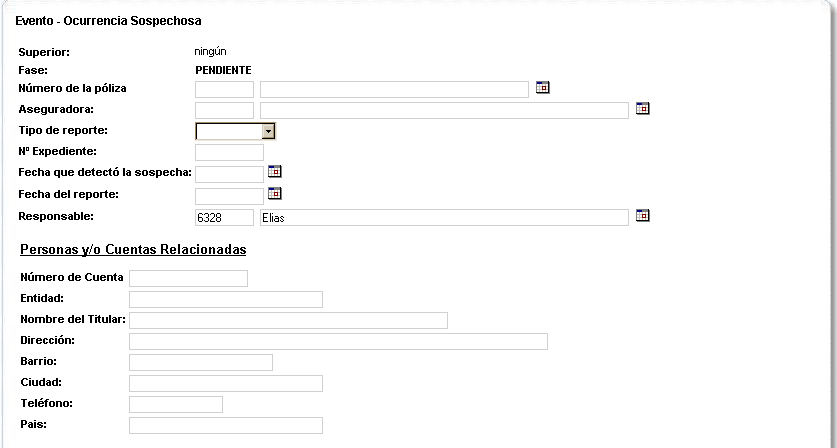 Evento - Ocurrencia Sospechosa
Superior: ningún
Fase: PENDIENTE
Número de la póliza
Aseguradora:
Tipo de reporte:
Nº Expediente:
Fecha que detectó la sospecha:
Fecha del reporte:
Responsable: 6328 Elias
Personas y/o Cuentas Relacionadas
Número de Cuenta
Entidad:
Nombre del Titular:
Dirección:
Barrio:
Ciudad:
Teléfono:
Pais: